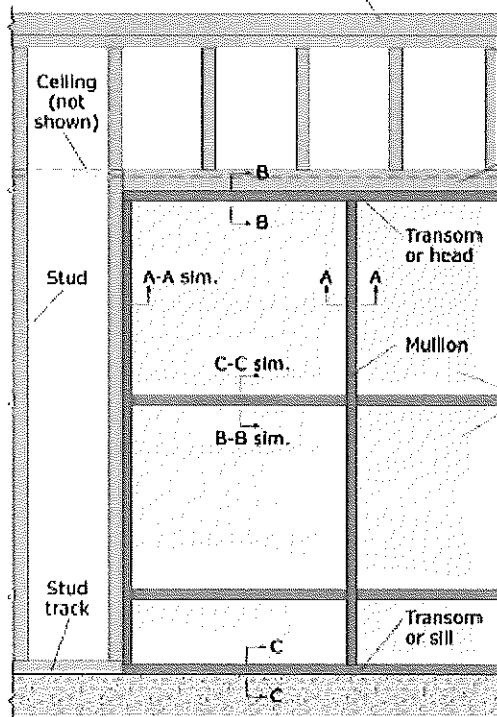 Ceiling
(not
shown)
B
B
Transom
or head
Stud
A-A sim.
A
A
Mullion
C-C sim.
B-B sim.
Stud
track
Transom
or sill
C
C